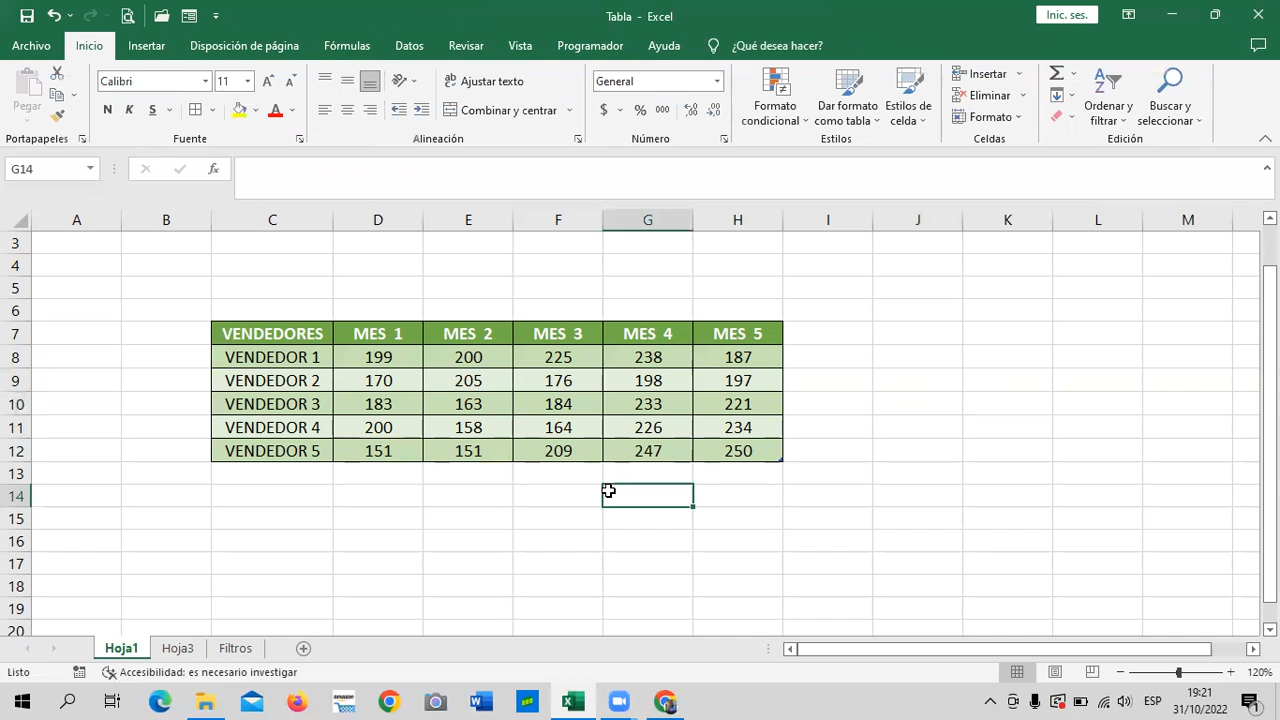 Tabla - Excel
Inic. ses.
Archivo Inicio Insertar Disposición de página Fórmulas Datos Revisar Vista Programador Ayuda ¿Qué desea hacer?
Pegar
Calibri 11
N K S
Ajustar texto
Combinar y centrar
General
$ % 000
Formato condicional
Dar formato como tabla
Estilos de celda
Insertar
Eliminar
Formato
Ordenar y filtrar
Buscar y seleccionar
Portapapeles Fuente Alineación Número Estilos Celdas Edición
G14 fx
A B C D E F G H I J K L M
3
4
5
6
7 VENDEDORES MES 1 MES 2 MES 3 MES 4 MES 5
8 VENDEDOR 1 199 200 225 238 187
9 VENDEDOR 2 170 205 176 198 197
10 VENDEDOR 3 183 163 184 233 221
11 VENDEDOR 4 200 158 164 226 234
12 VENDEDOR 5 151 151 209 247 250
13
14
15
16
17
18
19
20
Hoja1 Hoja3 Filtros
Listo Accesibilidad: es necesario investigar 120%
ESP 19:21
31/10/2022